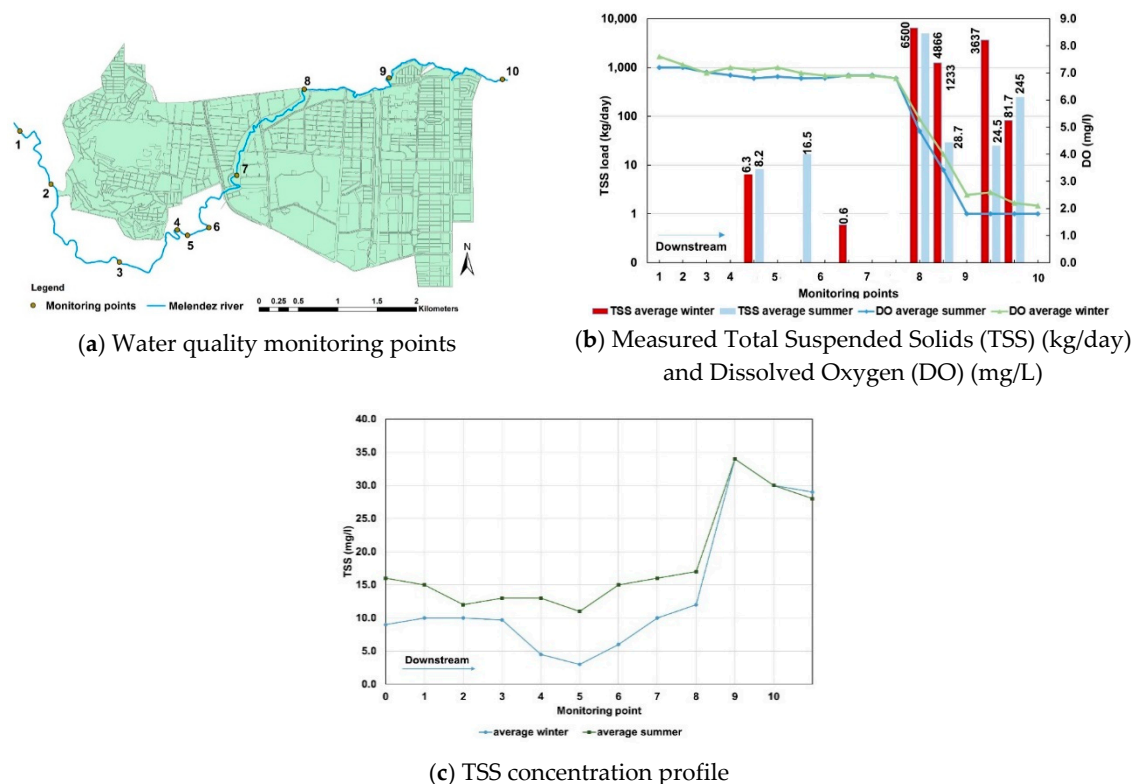 1
2
3
4
5
6
7
8
9
10
N
Legend
Monitoring points
Melendez river
0 0.25 0.5 1 1.5 2
Kilometers
(a) Water quality monitoring points
10,000
1,000
100
10
1
0
TSS load (kg/day)
9.0
8.0
7.0
6.0
5.0
4.0
3.0
2.0
1.0
0.0
DO (mg/l)
6.3
8.2
16.5
0.6
6500
4866
1233
28.7
3637
24.5
81.7
245
Downstream
1 2 3 4 5 6 7 8 9 10
Monitoring points
TSS average winter TSS average summer DO average summer DO average winter
(b) Measured Total Suspended Solids (TSS) (kg/day)
and Dissolved Oxygen (DO) (mg/L)
40.0
35.0
30.0
25.0
20.0
15.0
10.0
5.0
0.0
TSS (mg/l)
Downstream
0 1 2 3 4 5 6 7 8 9 10
Monitoring point
average winter average summer
(c) TSS concentration profile